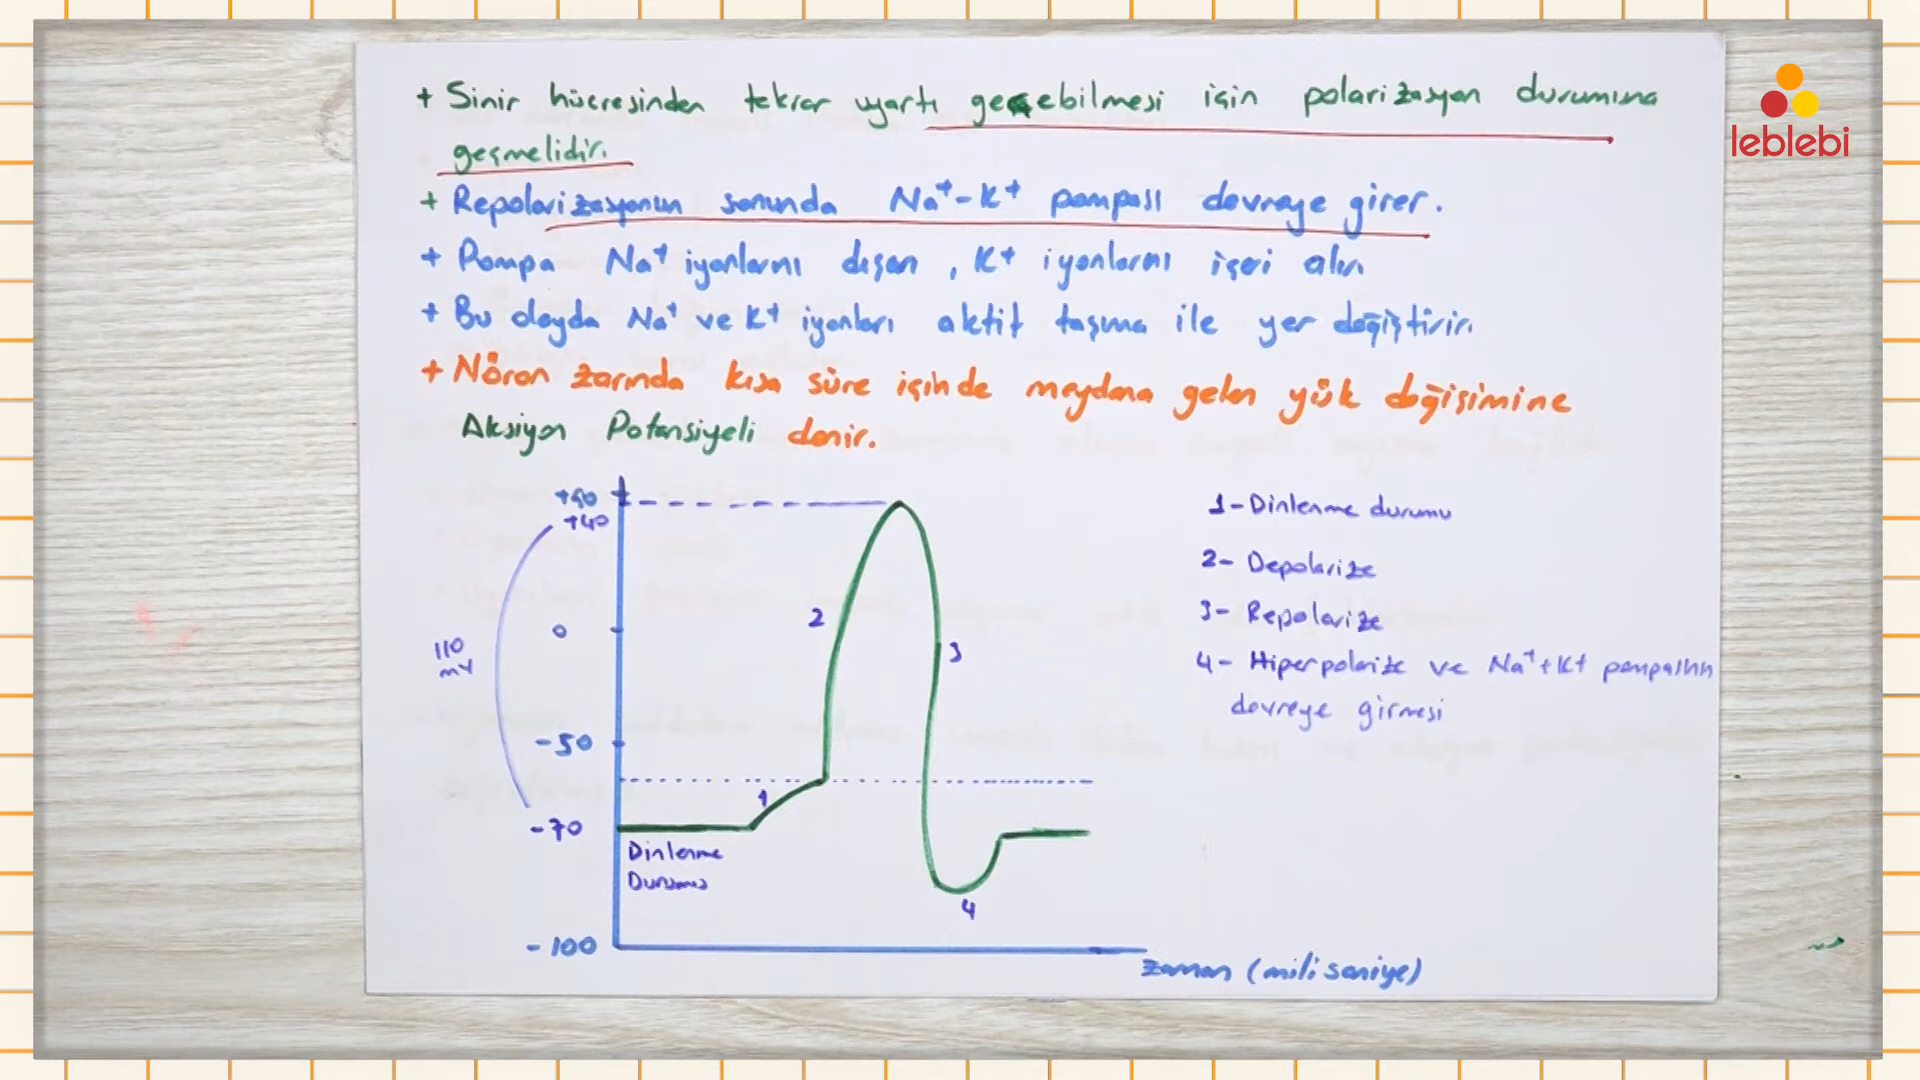 + Sinir hücresinden tekrar uyartı geçebilmesi için polarizasyon durumuna
geçmelidir.
+ Repolarizasyonun sonunda Na+-K+ pompası devreye girer.
+ Pompa Na+ iyonlarını dışarı, K+ iyonlarını içeri alır.
+ Bu olayda Na+ ve K+ iyonları aktif taşıma ile yer değiştirir.
+ Nöron zarında kısa süre içinde meydana gelen yük değişimine
Aksiyon Potansiyeli denir.
leblebi
+40
0
110
mV
-50
-70
Dinlenme
Durumu
-100
1
2
3
4
zaman (mili saniye)
1- Dinlenme durumu
2- Depolarize
3- Repolarize
4- Hiperpolarize ve Na++K+ pompasının
devreye girmesi